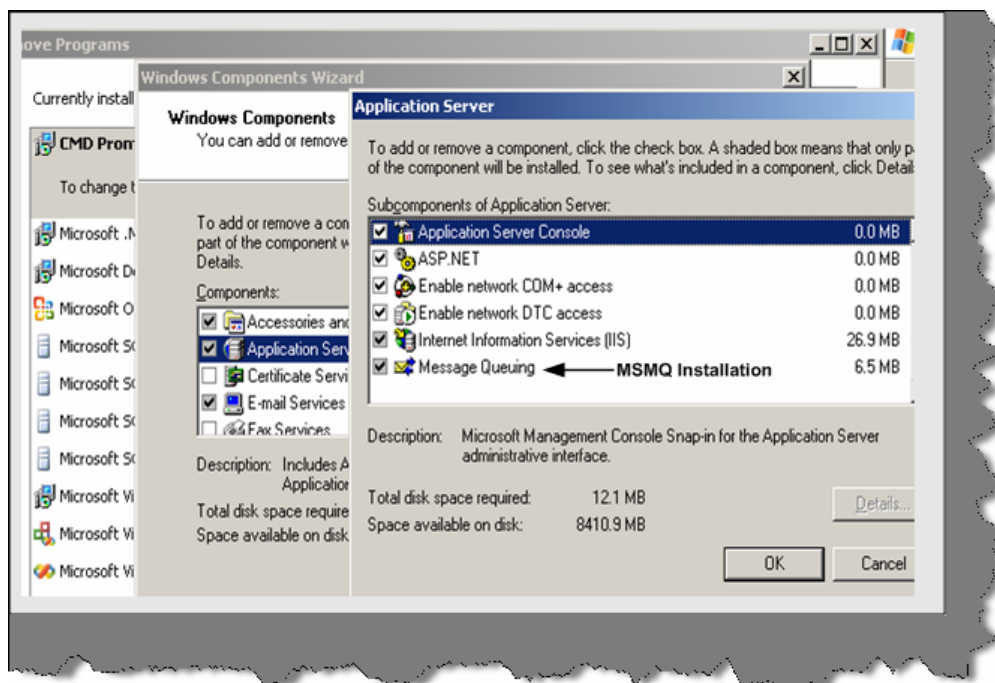 ove Programs
Currently install
CMD Prom
To change t
Microsoft .N
Microsoft De
Microsoft O
Microsoft SQ
Microsoft SQ
Microsoft SQ
Microsoft SQ
Microsoft Vi
Microsoft Vi
Microsoft Vi
Windows Components Wizard
Windows Components
You can add or remove
To add or remove a con
part of the component w
Details.
Components:
Accessories and
Application Serv
Certificate Servi
E-mail Services
Fax Services
Description: Includes A
Application
Total disk space require
Space available on disk
Application Server
To add or remove a component, click the check box. A shaded box means that only p
of the component will be installed. To see what's included in a component, click Detail
Subcomponents of Application Server:
Application Server Console 0.0 MB
ASP.NET 0.0 MB
Enable network COM+ access 0.0 MB
Enable network DTC access 0.0 MB
Internet Information Services (IIS) 26.9 MB
Message Queuing MSMQ Installation 6.5 MB
Description: Microsoft Management Console Snap-in for the Application Server
administrative interface.
Total disk space required: 12.1 MB
Space available on disk: 8410.9 MB
Details...
OK
Cancel